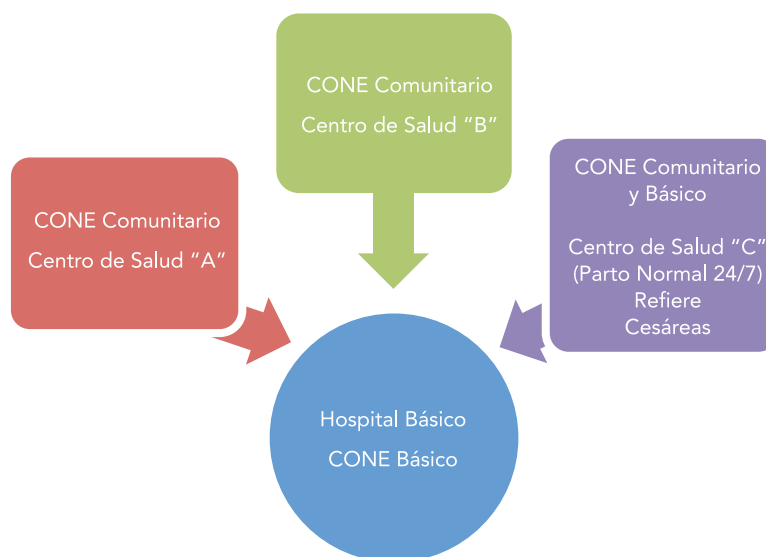 CONE Comunitario
Centro de Salud “B”
CONE Comunitario
Centro de Salud “A”
CONE Comunitario
y Básico
Centro de Salud “C”
(Parto Normal 24/7)
Refiere
Cesáreas
Hospital Básico
CONE Básico